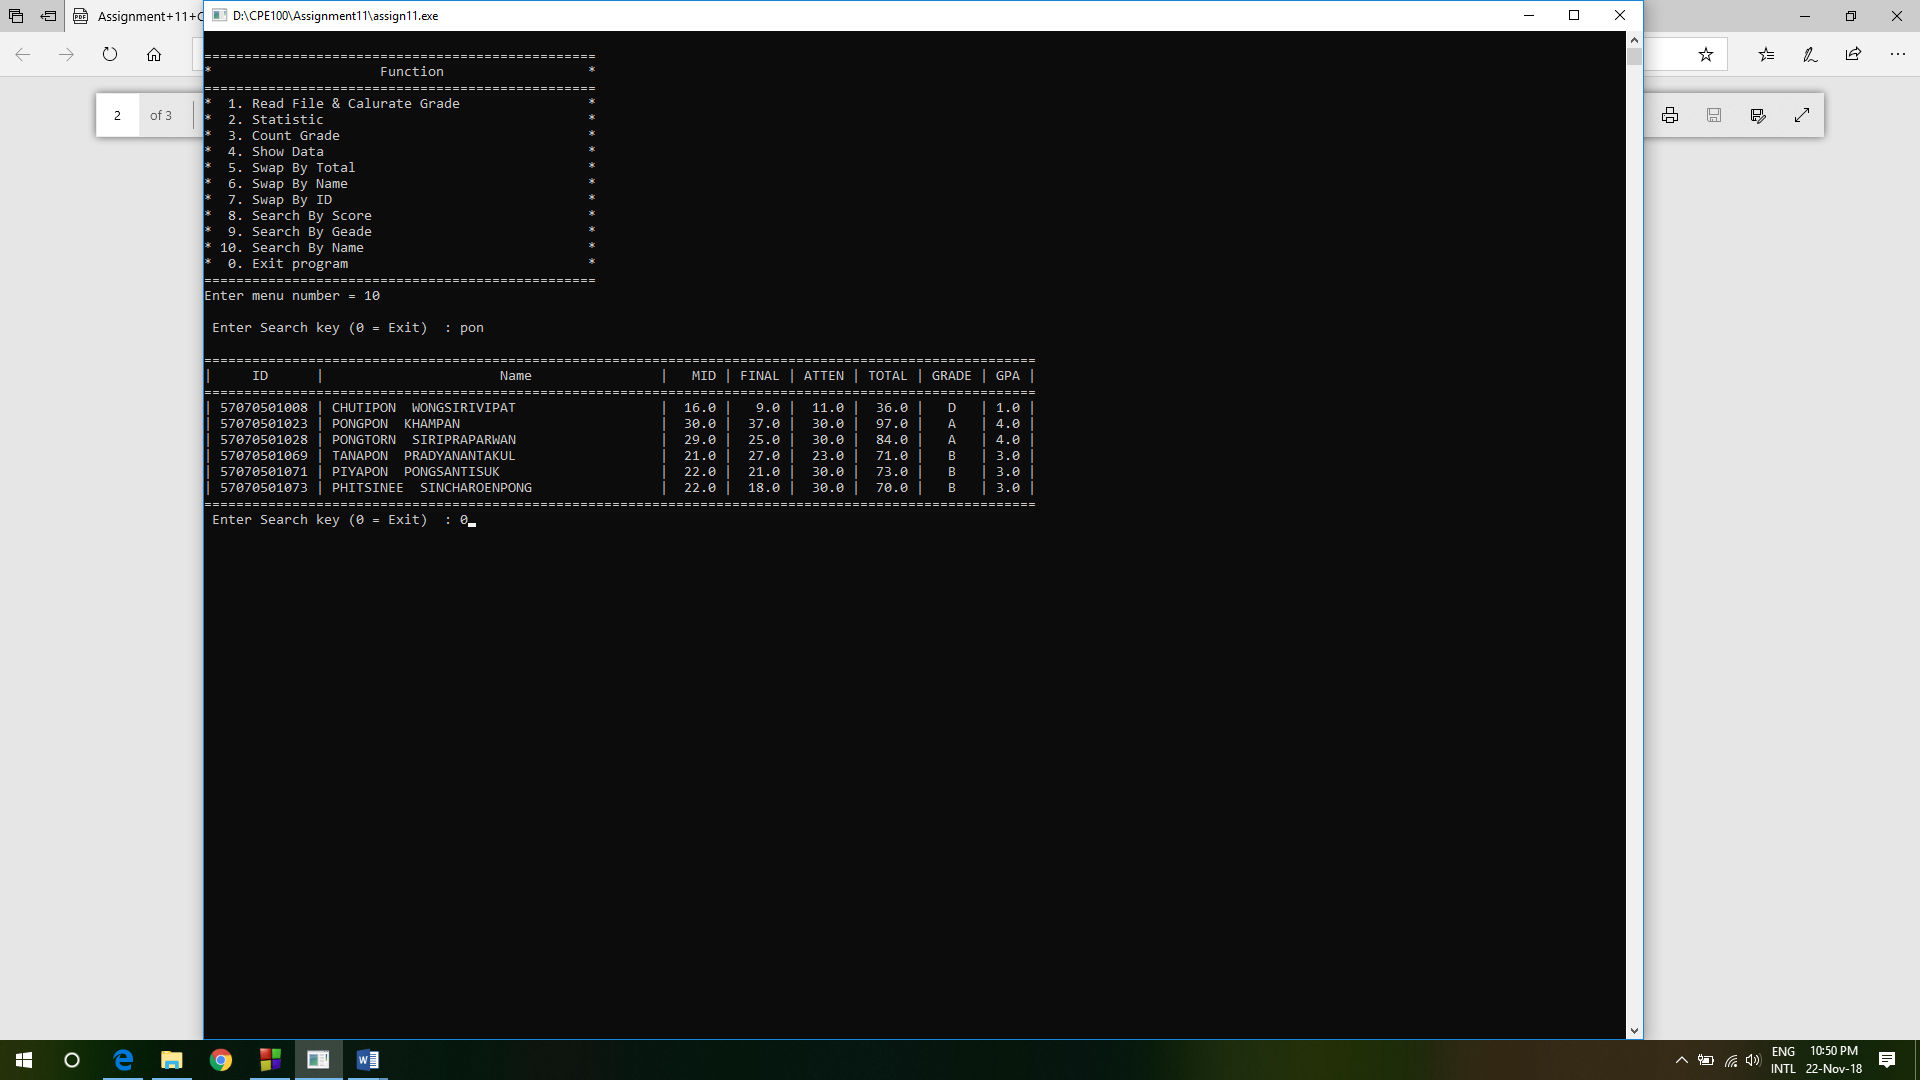 Assignment+11+C
D:\CPE100\Assignment11\assign11.exe
2 of 3
=================================================
* Function *
=================================================
* 1. Read File & Calurate Grade *
* 2. Statistic *
* 3. Count Grade *
* 4. Show Data *
* 5. Swap By Total *
* 6. Swap By Name *
* 7. Swap By ID *
* 8. Search By Score *
* 9. Search By Geade *
* 10. Search By Name *
* 0. Exit program *
=================================================
Enter menu number = 10
Enter Search key (0 = Exit) : pon
========================================================================================================
| ID | Name | MID | FINAL | ATTEN | TOTAL | GRADE | GPA |
========================================================================================================
| 57070501008 | CHUTIPON WONGSIRIVIPAT | 16.0 | 9.0 | 11.0 | 36.0 | D | 1.0 |
| 57070501023 | PONGPON KHAMPAN | 30.0 | 37.0 | 30.0 | 97.0 | A | 4.0 |
| 57070501028 | PONGTORN SIRIPRAPARWAN | 29.0 | 25.0 | 30.0 | 84.0 | A | 4.0 |
| 57070501069 | TANAPON PRADYANANTAKUL | 21.0 | 27.0 | 23.0 | 71.0 | B | 3.0 |
| 57070501071 | PIYAPON PONGSANTISUK | 22.0 | 21.0 | 30.0 | 73.0 | B | 3.0 |
| 57070501073 | PHITSINEE SINCHAROENPONG | 22.0 | 18.0 | 30.0 | 70.0 | B | 3.0 |
========================================================================================================
Enter Search key (0 = Exit) : 0
ENG 10:50 PM
INTL 22-Nov-18